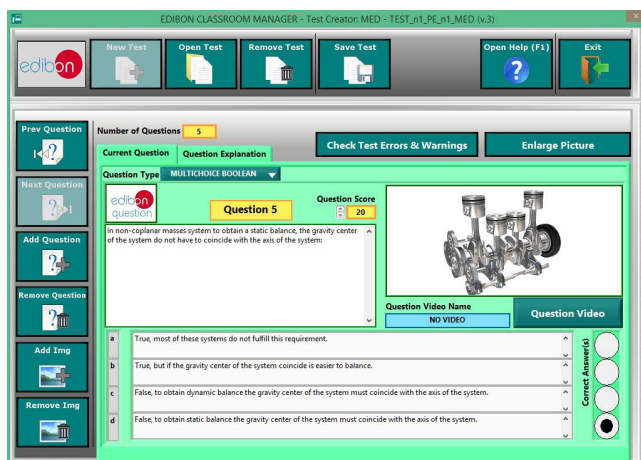 EDIBON CLASSROOM MANAGER - Test Creator: MED - TEST_n1_PE_n1_MED (v.3)
edibon
New Test
Open Test
Remove Test
Save Test
Open Help (F1)
Exit
Prev Question
Next Question
Add Question
Remove Question
Add Img
Remove Img
Number of Questions 5
Check Test Errors & Warnings
Enlarge Picture
Current Question
Question Explanation
Question Type MULTICHOICE BOOLEAN
edibon
question
Question 5
Question Score
20
In non-coplanar masses system to obtain a static balance, the gravity center
of the system do not have to coincide with the axis of the system:
Question Video Name
NO VIDEO
Question Video
a True, most of these systems do not fulfill this requirement.
b True, but if the gravity center of the system coincide is easier to balance.
c False, to obtain dynamic balance the gravity center of the system must coincide with the axis of the system.
d False, to obtain static balance the gravity center of the system must coincide with the axis of the system.
Correct Answer(s)